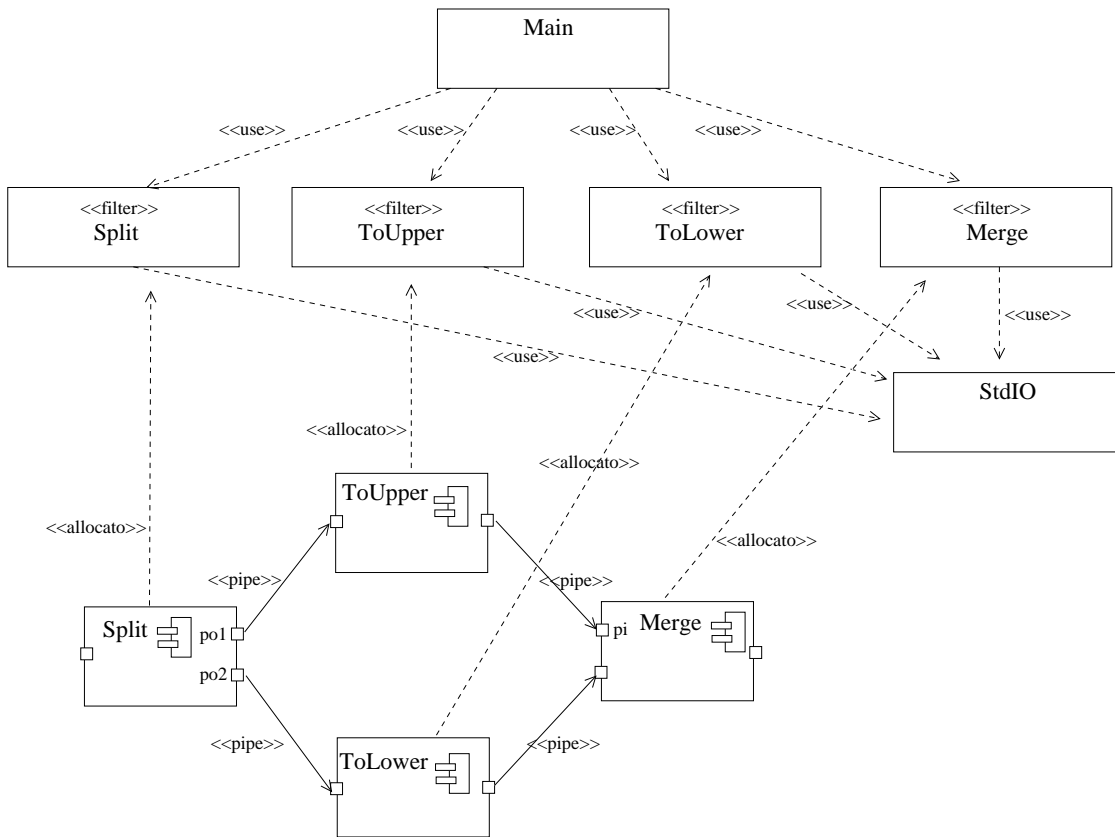 Main
<<use>>
<<use>>
<<use>>
<<use>>
<<filter>>
Split
<<filter>>
ToUpper
<<filter>>
ToLower
<<filter>>
Merge
<<use>>
<<use>>
<<use>>
<<use>>
StdIO
<<allocato>>
<<allocato>>
<<allocato>>
<<allocato>>
ToUpper
<<pipe>>
<<pipe>>
Split
po1
po2
pi
Merge
<<pipe>>
<<pipe>>
ToLower